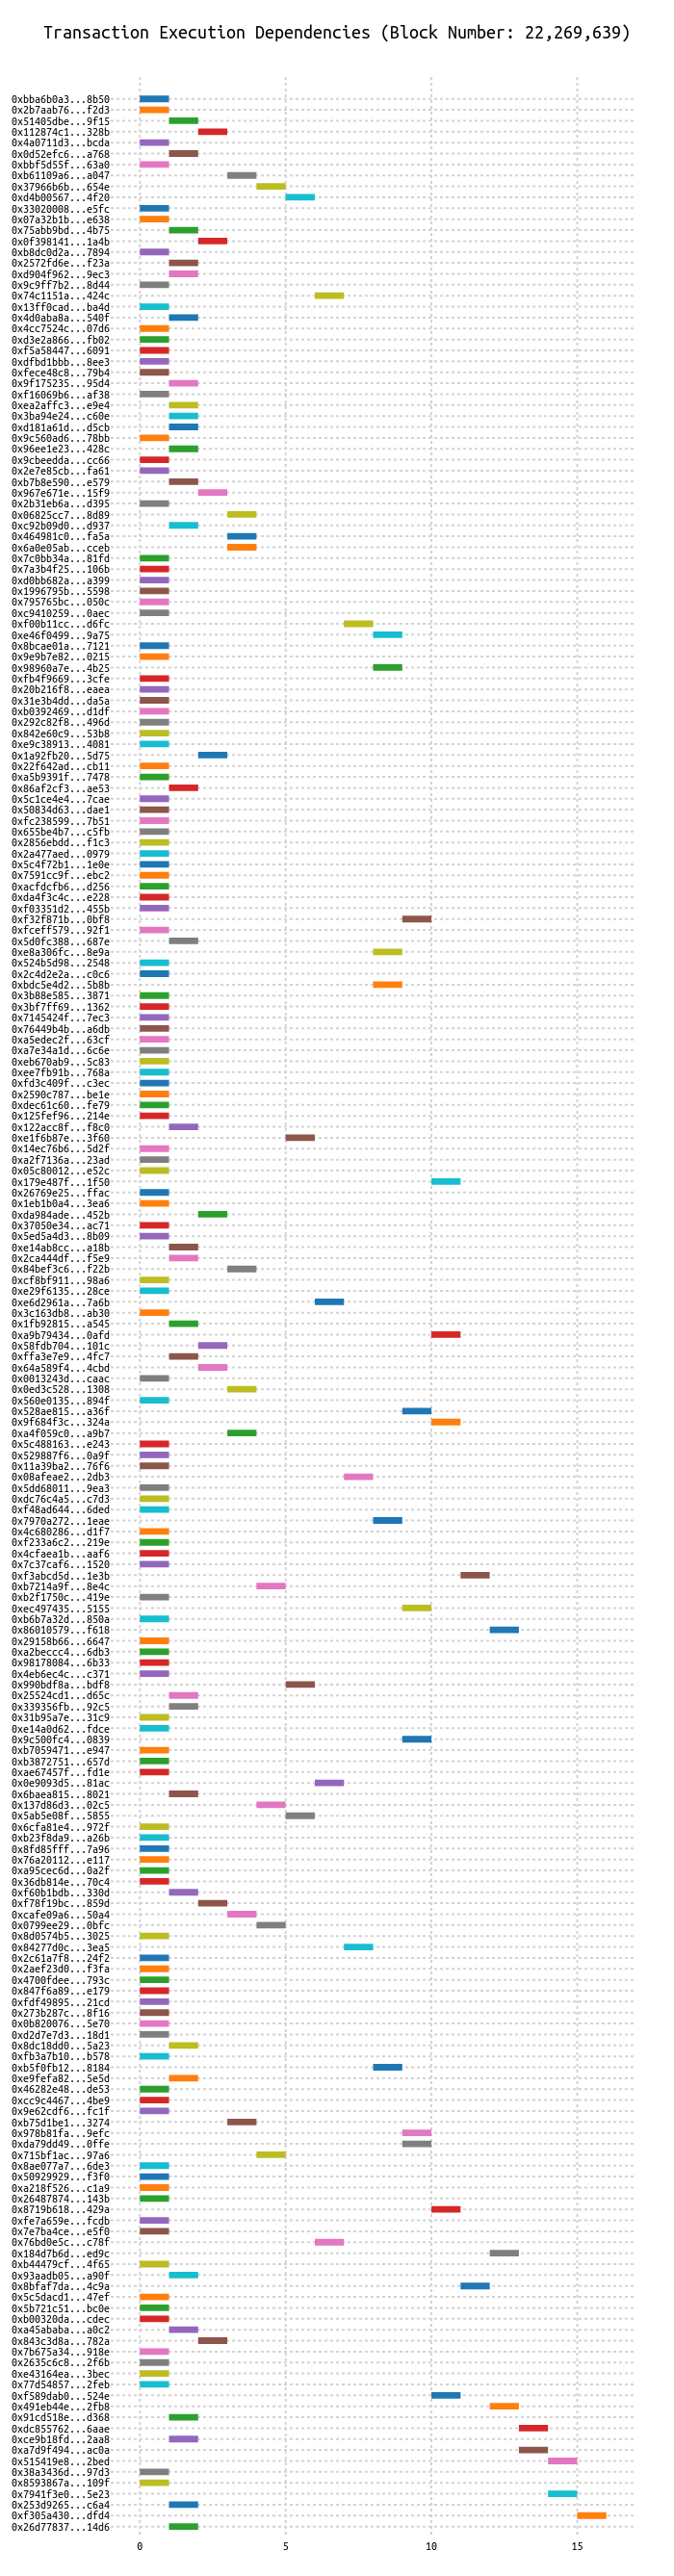 Transaction Execution Dependencies (Block Number: 22,269,639)
0xbba6b0a3...8b50
0x2b7aab76...f2d3
0x51405dbe...9f15
0x112874c1...328b
0x4a0711d3...bcda
0x0d52efc6...a768
0xbbf5d55f...63a0
0xb61109a6...a047
0x37966b6b...654e
0xd4b00567...4f20
0x33020008...e5fc
0x07a32b1b...e638
0x75abb9bd...4b75
0x0f398141...1a4b
0xb8dc0d2a...7894
0x2572fd6e...f23a
0xd904f962...9ec3
0x9c9ff7b2...8d44
0x74c1151a...424c
0x13ff0cad...ba4d
0x4d0aba8a...540f
0x4cc7524c...07d6
0xd3e2a866...fb02
0xf5a58447...6091
0xdfbd1bbb...8ee3
0xfece48c8...79b4
0x9f175235...95d4
0xf16069b6...af38
0xea2affc3...e9e4
0x3ba94e24...c60e
0xd181a61d...d5cb
0x9c560ad6...78bb
0x96ee1e23...428c
0x9cbeedda...cc66
0x2e7e85cb...fa61
0xb7b8e590...e579
0x967e671e...15f9
0x2b31eb6a...d395
0x06825cc7...8d89
0xc92b09d0...d937
0x464981c0...fa5a
0x6a0e05ab...cceb
0x7c0bb34a...81fd
0x7a3b4f25...106b
0xd0bb682a...a399
0x1996795b...5598
0x795765bc...050c
0xc9410259...0aec
0xf00b11cc...d6fc
0xe46f0499...9a75
0x8bcae01a...7121
0x9e9b7e82...0215
0x98960a7e...4b25
0xfb4f9669...3cfe
0x20b216f8...eaea
0x31e3b4dd...da5a
0xb0392469...d1df
0x292c82f8...496d
0x842e60c9...53b8
0xe9c38913...4081
0x1a92fb20...5d75
0x22f642ad...cb11
0xa5b9391f...7478
0x86af2cf3...ae53
0x5c1ce4e4...7cae
0x50834d63...dae1
0xfc238599...7b51
0x655be4b7...c5fb
0x2856ebdd...f1c3
0x2a477aed...0979
0x5c4f72b1...1e0e
0x7591cc9f...ebc2
0xacfdcfb6...d256
0xda4f3c4c...e228
0xf03351d2...455b
0xf32f871b...0bf8
0xfceff579...92f1
0x5d0fc388...687e
0xe8a306fc...8e9a
0x524b5d98...2548
0x2c4d2e2a...c0c6
0xbdc5e4d2...5b8b
0x3b88e585...3871
0x3bf7ff69...1362
0x7145424f...7ec3
0x76449b4b...a6db
0xa5edec2f...63cf
0xa7e34a1d...6c6e
0xeb670ab9...5c83
0xee7fb91b...768a
0xfd3c409f...c3ec
0x2590c787...be1e
0xdec61c60...fe79
0x125fef96...214e
0x122acc8f...f8c0
0xe1f6b87e...3f60
0x14ec76b6...5d2f
0xa2f7136a...23ad
0x05c80012...e52c
0x179e487f...1f50
0x26769e25...ffac
0x1eb1b0a4...3ea6
0xda984ade...452b
0x37050e34...ac71
0x5ed5a4d3...8b09
0xe14ab8cc...a18b
0x2ca444df...f5e9
0x84bef3c6...f22b
0xcf8bf911...98a6
0xe29f6135...28ce
0xe6d2961a...7a6b
0x3c163db8...ab30
0x1fb92815...a545
0xa9b79434...0afd
0x58fdb704...101c
0xffa3e7e9...4fc7
0x64a589f4...4cbd
0x0013243d...caac
0x0ed3c528...1308
0x560e0135...894f
0x528ae815...a36f
0x9f684f3c...324a
0xa4f059c0...a9b7
0x5c488163...e243
0x529887f6...0a9f
0x11a39ba2...76f6
0x08afeae2...2db3
0x5dd68011...9ea3
0xdc76c4a5...c7d3
0xf48ad644...6ded
0x7970a272...1eae
0x4c680286...d1f7
0xf233a6c2...219e
0x4cfaea1b...aaf6
0x7c37caf6...1520
0xf3abcd5d...1e3b
0xb7214a9f...8e4c
0xb2f1750c...419e
0xec497435...5155
0xb6b7a32d...850a
0x86010579...f618
0x29158b66...6647
0xa2beccc4...6db3
0x98178084...6b33
0x4eb6ec4c...c371
0x990bdf8a...bdf8
0x25524cd1...d65c
0x339356fb...92c5
0x31b95a7e...31c9
0xe14a0d62...fdce
0x9c500fc4...0839
0xb7059471...e947
0xb3872751...657d
0xae67457f...fd1e
0x0e9093d5...81ac
0x6baea815...8021
0x137d86d3...02c5
0x5ab5e08f...5855
0x6cfa81e4...972f
0xb23f8da9...a26b
0x8fd85fff...7a96
0x76a20112...e117
0xa95cec6d...0a2f
0x36db814e...70c4
0xf60b1bdb...330d
0xf78f19bc...859d
0xcafe09a6...50a4
0x0799ee29...0bfc
0x8d0574b5...3025
0x84277d0c...3ea5
0x2c61a7f8...24f2
0x2aef23d0...f3fa
0x4700fdee...793c
0x847f6a89...e179
0xfdf49895...21cd
0x273b287c...8f16
0x0b820076...5e70
0xd2d7e7d3...18d1
0x8dc18dd0...5a23
0xfb3a7b10...b578
0xb5f0fb12...8184
0xe9fefa82...5e5d
0x46282e48...de53
0xcc9c4467...4be9
0x9e62cdf6...fc1f
0xb75d1be1...3274
0x978b81fa...9efc
0xda79dd49...0ffe
0x715bf1ac...97a6
0x8ae077a7...6de3
0x50929929...f3f0
0xa218f526...c1a9
0x26487874...143b
0x8719b618...429a
0xfe7a659e...fcdb
0x7e7ba4ce...e5f0
0x76bd0e5c...c78f
0x184d7b6d...ed9c
0xb44479cf...4f65
0x93aadb05...a90f
0x8bfaf7da...4c9a
0x5c5dacd1...47ef
0x5b721c51...bc0e
0xb00320da...cdec
0xa45ababa...a0c2
0x843c3d8a...782a
0x7b675a34...918e
0x2635c6c8...2f6b
0xe43164ea...3bec
0x77d54857...2feb
0xf589dab0...524e
0x491eb44e...2fb8
0x91cd518e...d368
0xdc855762...6aae
0xce9b18fd...2aa8
0xa7d9f494...ac0a
0x515419e8...2bed
0x38a3436d...97d3
0x8593867a...109f
0x7941f3e0...5e23
0x253d9265...c6a4
0xf305a430...dfd4
0x26d77837...14d6
0 5 10 15